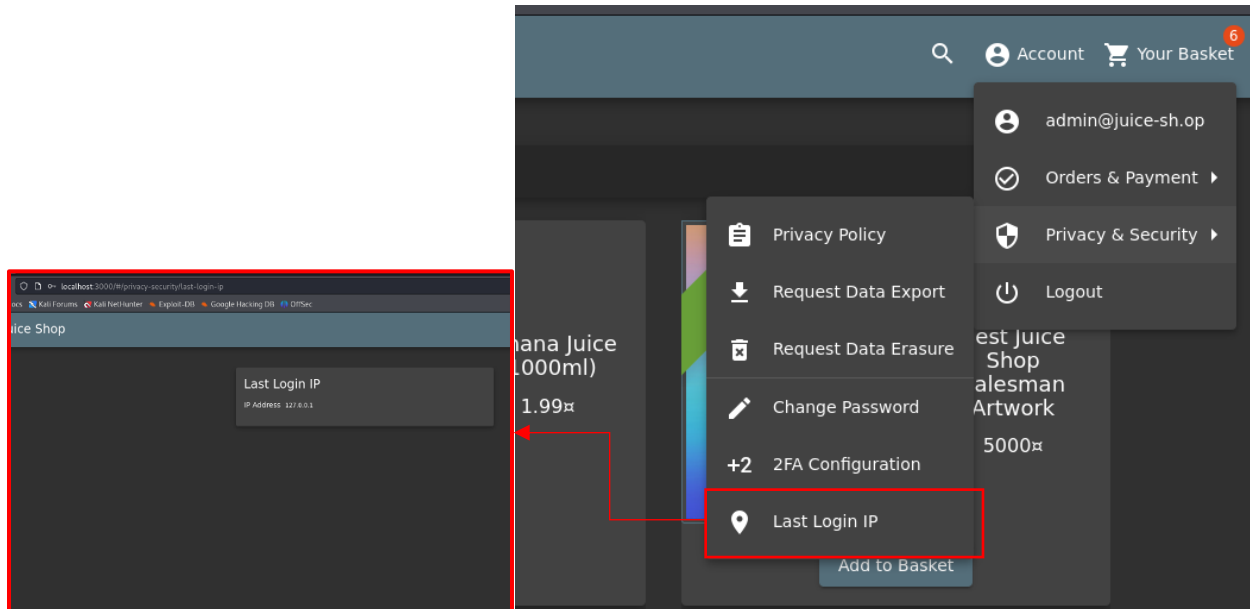 Account
Your Basket
6
admin@juice-sh.op
Orders & Payment
Privacy & Security
Logout
Privacy Policy
Request Data Export
Request Data Erasure
Change Password
+2 2FA Configuration
Last Login IP
nana Juice
1000ml)
1.99¤
est Juice
Shop
alesman
Artwork
5000¤
Add to Basket
localhost:3000/#/privacy-security/last-login-ip
ocs Kali Forums Kali NetHunter Exploit-DB Google Hacking DB OffSec
uice Shop
Last Login IP
IP Address 127.0.0.1